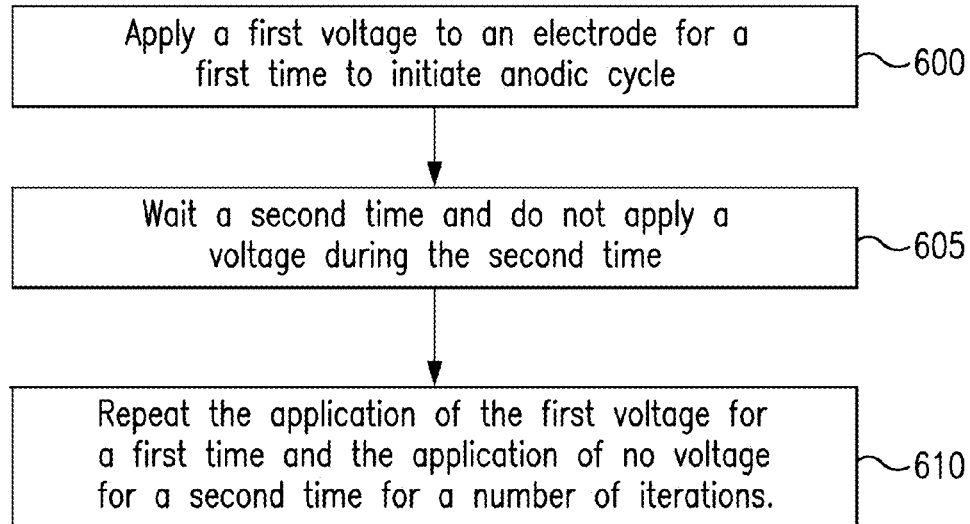 Apply a first voltage to an electrode for a
first time to initiate anodic cycle
600
Wait a second time and do not apply a
voltage during the second time
605
Repeat the application of the first voltage for
a first time and the application of no voltage
for a second time for a number of iterations.
610